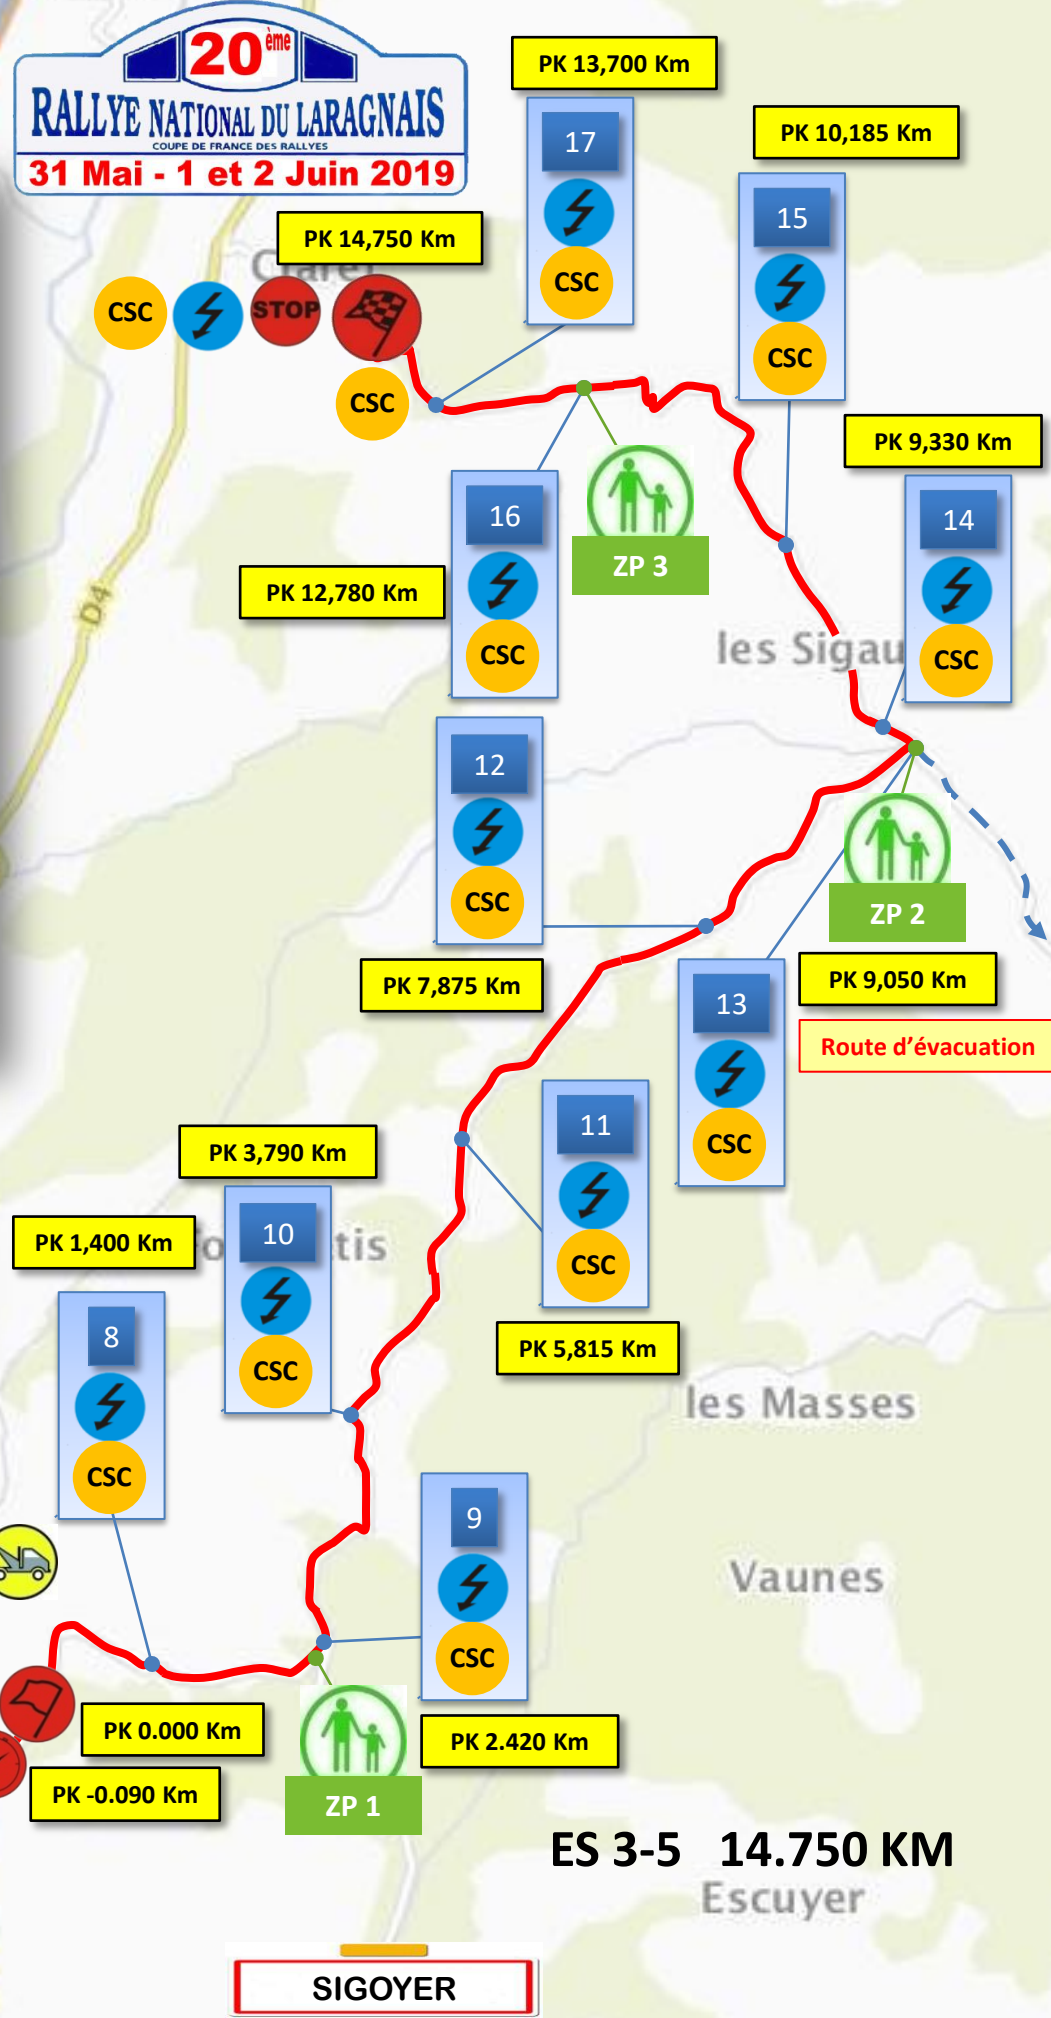 20ème
RALLYE NATIONAL DU LARAGNAIS
COUPE DE FRANCE DES RALLYES
31 Mai - 1 et 2 Juin 2019
PK 13,700 Km
17
CSC
PK 10,185 Km
15
CSC
PK 14,750 Km
Claret
CSC
STOP
CSC
PK 9,330 Km
14
CSC
16
CSC
PK 12,780 Km
ZP 3
D4
les Sigau
12
CSC
PK 7,875 Km
ZP 2
PK 9,050 Km
Route d'évacuation
13
CSC
11
CSC
PK 5,815 Km
PK 3,790 Km
10
CSC
tis
PK 1,400 Km
8
CSC
les Masses
9
CSC
PK 2.420 Km
Vaunes
PK 0.000 Km
PK -0.090 Km
ZP 1
ES 3-5 14.750 KM
Escuyer
SIGOYER